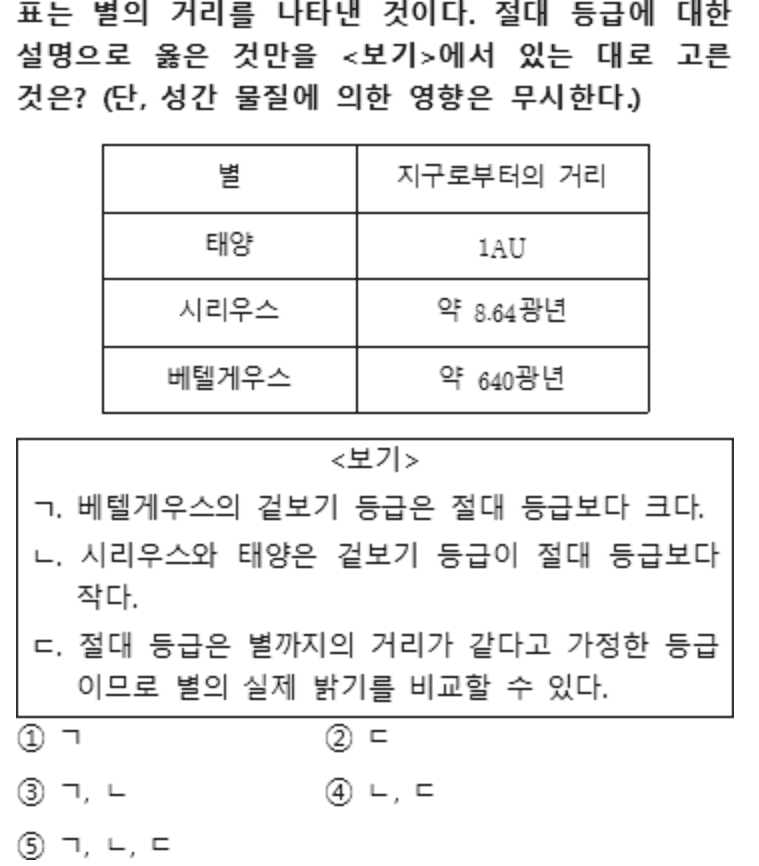 표는 별의 거리를 나타낸 것이다. 절대 등급에 대한
설명으로 옳은 것만을 <보기>에서 있는 대로 고른
것은? (단, 성간 물질에 의한 영향은 무시한다.)
별 지구로부터의 거리
태양 1AU
시리우스 약 8.64광년
베텔게우스 약 640광년
<보기>
ㄱ. 베텔게우스의 겉보기 등급은 절대 등급보다 크다.
ㄴ. 시리우스와 태양은 겉보기 등급이 절대 등급보다
작다.
ㄷ. 절대 등급은 별까지의 거리가 같다고 가정한 등급
이므로 별의 실제 밝기를 비교할 수 있다.
① ㄱ ② ㄷ
③ ㄱ, ㄴ ④ ㄴ, ㄷ
⑤ ㄱ, ㄴ, ㄷ